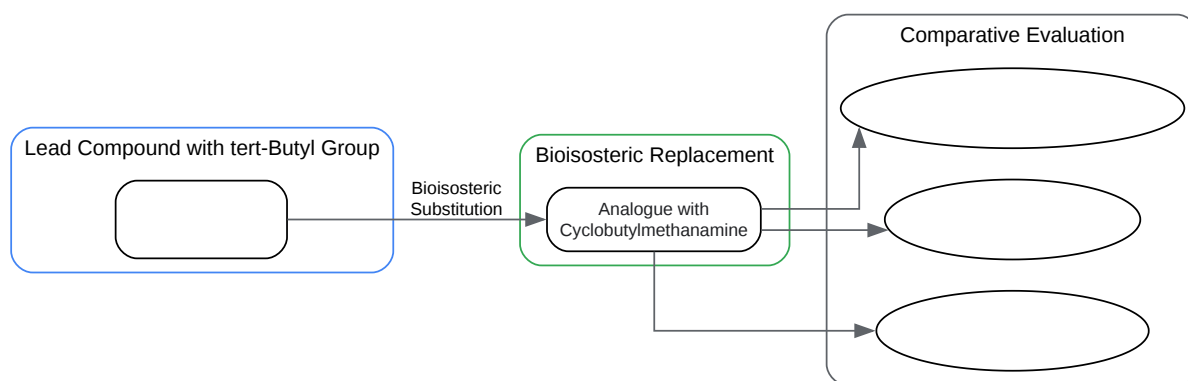 Comparative Evaluation
Lead Compound with tert-Butyl Group
Bioisosteric
Substitution
Bioisosteric Replacement
Analogue with
Cyclobutylmethanamine